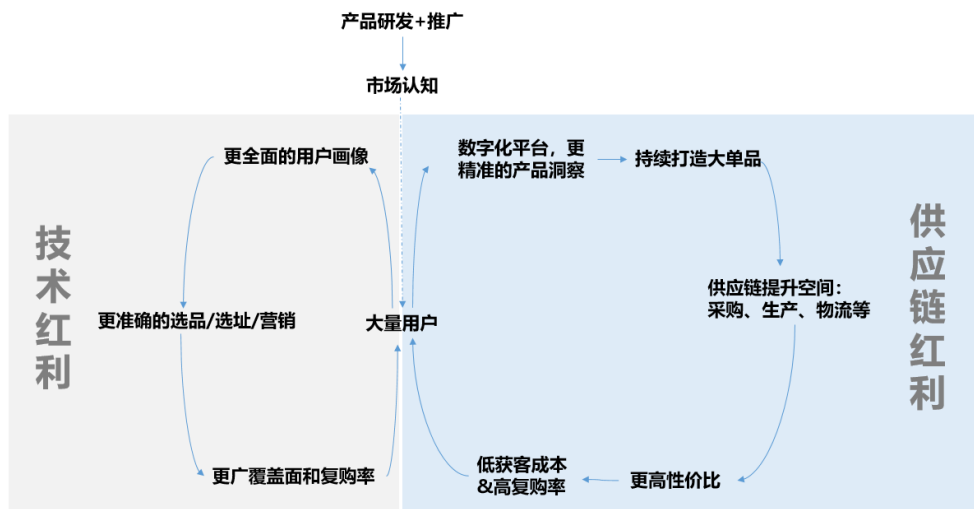 产品研发+推广
市场认知
技术红利
更全面的用户画像
更准确的选品/选址/营销
更广覆盖面和复购率
大量用户
数字化平台，更
精准的产品洞察
持续打造大单品
供应链提升空间：
采购、生产、物流等
更高性价比
低获客成本
&高复购率
供应链红利